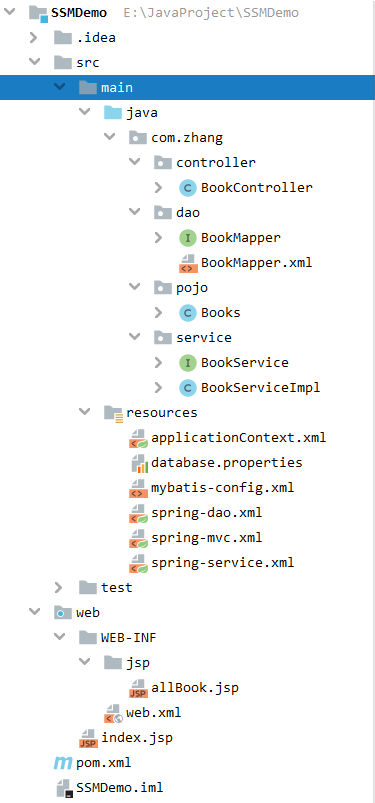 SSMDemo E:\JavaProject\SSMDemo
.idea
src
main
java
com.zhang
controller
BookController
dao
BookMapper
BookMapper.xml
pojo
Books
service
BookService
BookServiceImpl
resources
applicationContext.xml
database.properties
mybatis-config.xml
spring-dao.xml
spring-mvc.xml
spring-service.xml
test
web
WEB-INF
jsp
allBook.jsp
web.xml
index.jsp
pom.xml
SSMDemo.iml